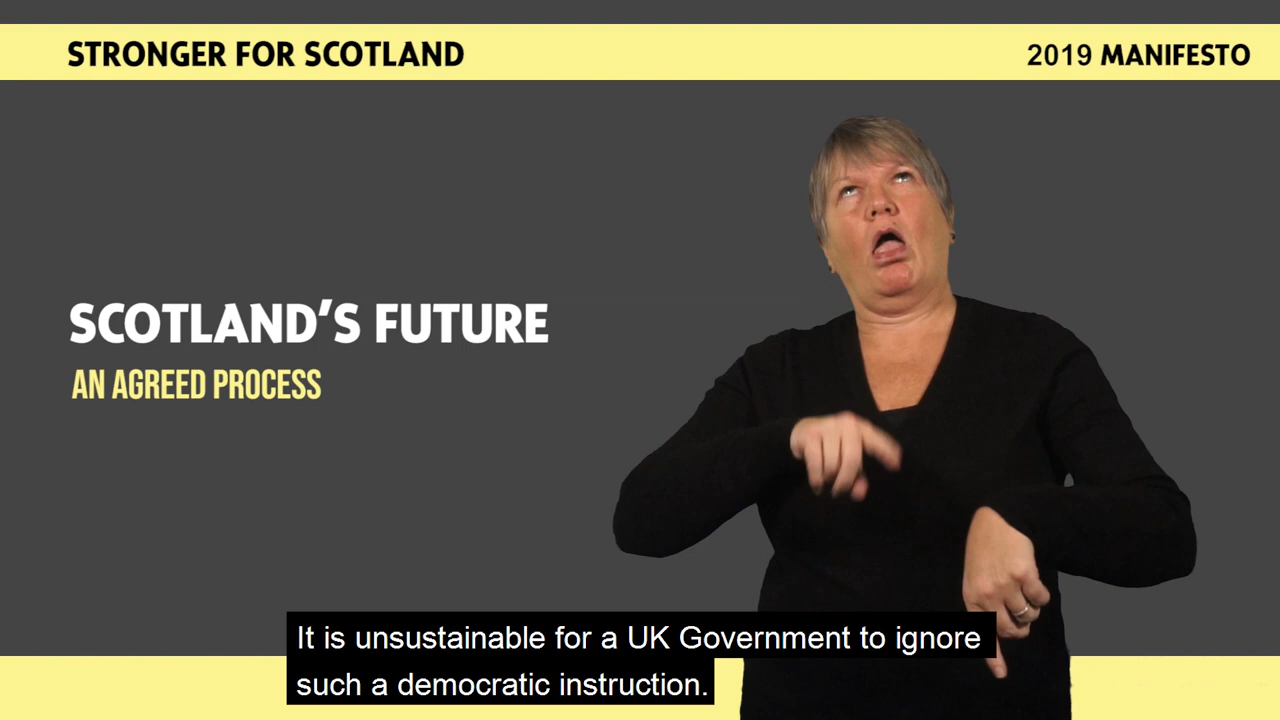 STRONGER FOR SCOTLAND
2019 MANIFESTO
SCOTLAND'S FUTURE
AN AGREED PROCESS
It is unsustainable for a UK Government to ignore
such a democratic instruction.